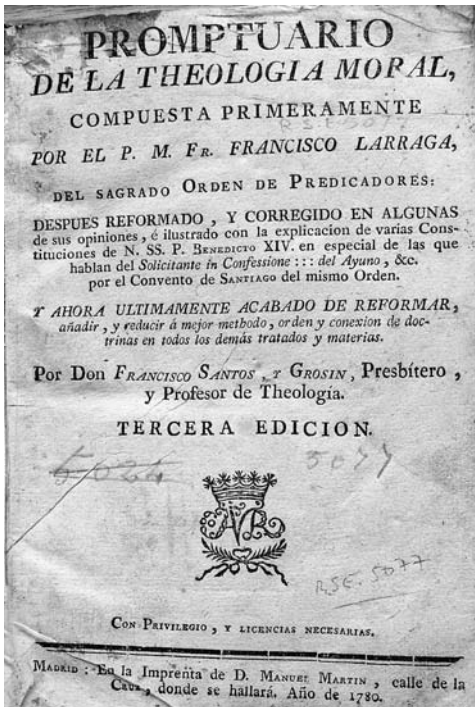 PROMPTUARIO
DE LA THEOLOGIA MORAL,
COMPUESTA PRIMERAMENTE
POR EL P. M. Fr. FRANCISCO LARRAGA,
DEL SAGRADO ORDEN DE PREDICADORES:
DESPUES REFORMADO, Y CORREGIDO EN ALGUNAS
de sus opiniones, é ilustrado con la explicacion de varias Cons-
tituciones de N. SS. P. BENEDICTO XIV. en especial de las que
hablan del Solicitante in Confessione ::: del Ayuno, &c.
por el Convento de SANTIAGO del mismo Orden.
Y AHORA ULTIMAMENTE ACABADO DE REFORMAR,
añadir, y reducir á mejor methodo, orden y conexion de doc-
trinas en todos los demás tratados y materias.
Por Don FRANCISCO SANTOS, Y GROSIN, Presbítero,
y Profesor de Theología.
TERCERA EDICION.
5024 5077
R.S.E. 5077
CON PRIVILEGIO, Y LICENCIAS NECESARIAS.
MADRID: En la Imprenta de D. MANUEL MARTIN, calle de la
CRUZ, donde se hallará. Año de 1780.